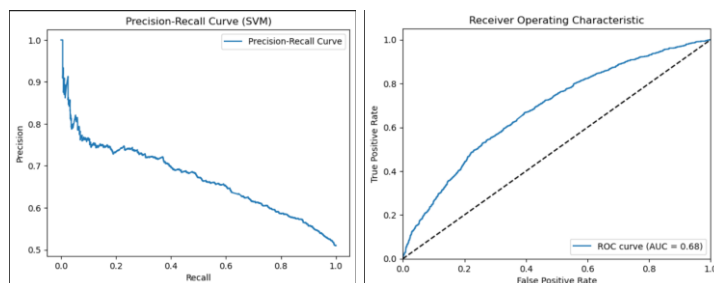 Precision-Recall Curve (SVM)
Precision-Recall Curve
Precision
1.0
0.9
0.8
0.7
0.6
0.5
0.0 0.2 0.4 0.6 0.8 1.0
Recall
Receiver Operating Characteristic
True Positive Rate
1.0
0.8
0.6
0.4
0.2
0.0
ROC curve (AUC = 0.68)
0.0 0.2 0.4 0.6 0.8 1.0
False Positive Rate